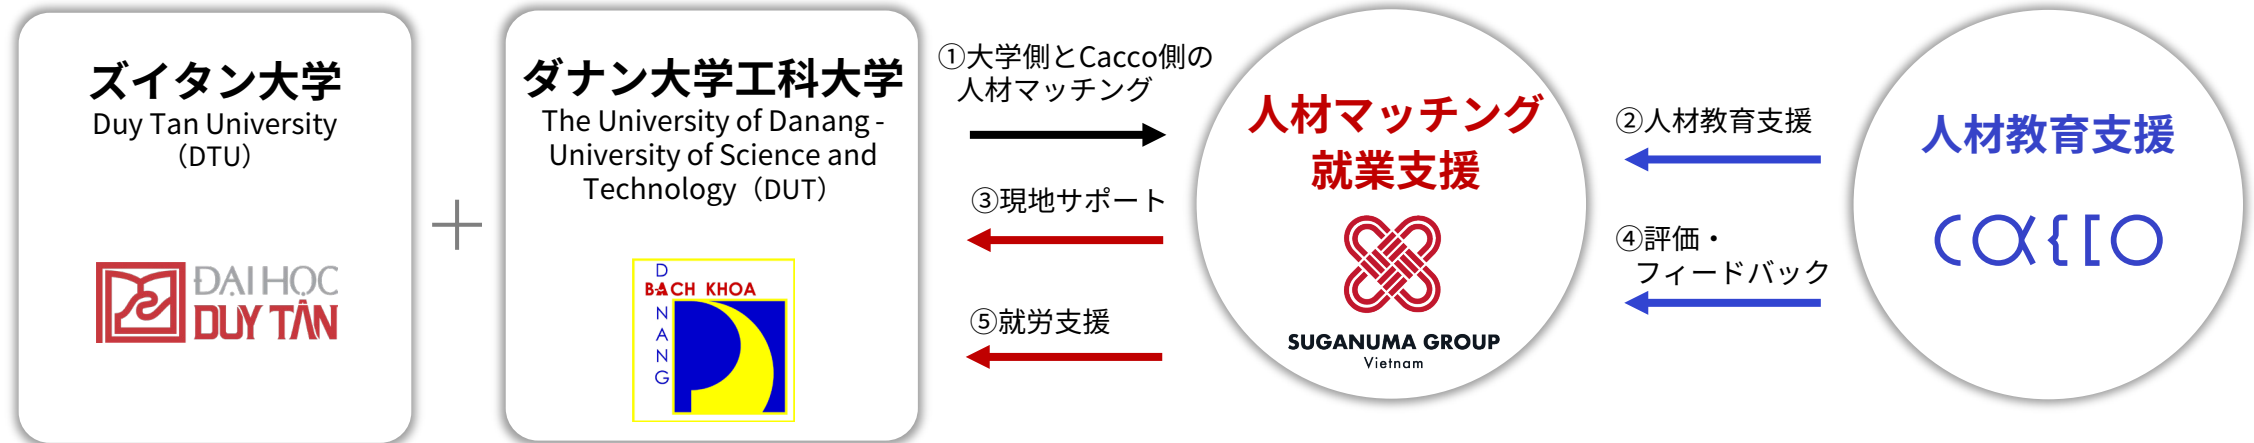 ズイタン大学
Duy Tan University
（DTU）
ĐẠI HỌC
DUY TÂN
ダナン大学工科大学
The University of Danang -
University of Science and
Technology（DUT）
DANANG
BACH KHOA
①大学側とCacco側の
人材マッチング
③現地サポート
⑤就労支援
人材マッチング
就業支援
SUGANUMA GROUP
Vietnam
②人材教育支援
④評価・
フィードバック
人材教育支援
cacco